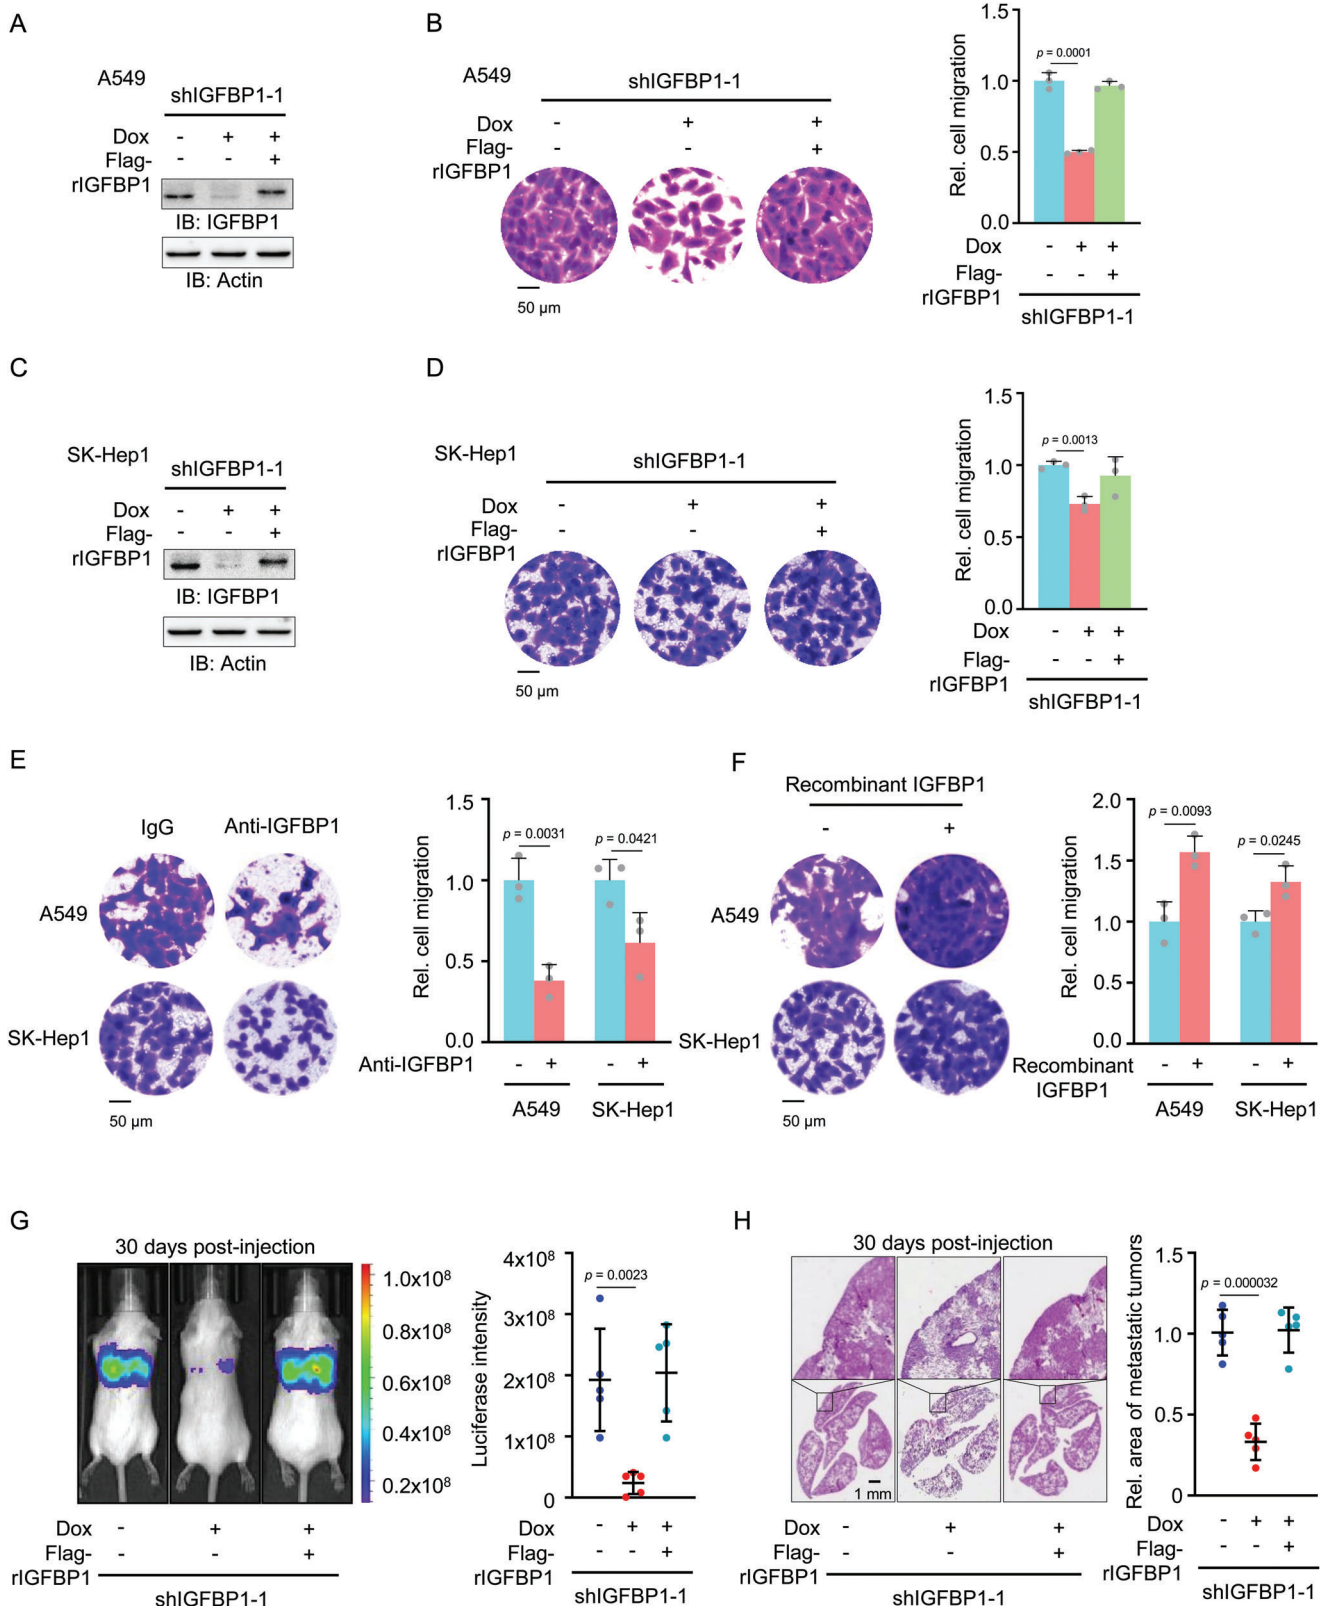 A
A549
shIGFBP1-1
Dox - + +
Flag- - - +
rIGFBP1
IB: IGFBP1
IB: Actin
B
A549
shIGFBP1-1
Dox - + +
Flag- - - +
rIGFBP1
50 µm
Rel. cell migration
1.5
1.0
0.5
0.0
p = 0.0001
Dox - + +
Flag- - - +
rIGFBP1
shIGFBP1-1
C
SK-Hep1
shIGFBP1-1
Dox - + +
Flag- - - +
rIGFBP1
IB: IGFBP1
IB: Actin
D
SK-Hep1
shIGFBP1-1
Dox - + +
Flag- - - +
rIGFBP1
50 µm
Rel. cell migration
1.5
1.0
0.5
0.0
p = 0.0013
Dox - + +
Flag- - - +
rIGFBP1
shIGFBP1-1
E
IgG Anti-IGFBP1
A549
SK-Hep1
50 µm
Rel. cell migration
1.5
1.0
0.5
0.0
p = 0.0031
p = 0.0421
Anti-IGFBP1 - + - +
A549 SK-Hep1
F
Recombinant IGFBP1
- +
A549
SK-Hep1
50 µm
Rel. cell migration
2.0
1.5
1.0
0.5
0.0
p = 0.0093
p = 0.0245
Recombinant - + - +
IGFBP1
A549 SK-Hep1
G
30 days post-injection
1.0x10⁸
0.8x10⁸
0.6x10⁸
0.4x10⁸
0.2x10⁸
Dox - + +
Flag- - - +
rIGFBP1
shIGFBP1-1
Luciferase intensity
4x10⁸
3x10⁸
2x10⁸
1x10⁸
0
p = 0.0023
Dox - + +
Flag- - - +
rIGFBP1
shIGFBP1-1
H
30 days post-injection
1 mm
Dox - + +
Flag- - - +
rIGFBP1
shIGFBP1-1
Rel. area of metastatic tumors
1.5
1.0
0.5
0
p = 0.000032
Dox - + +
Flag- - - +
rIGFBP1
shIGFBP1-1